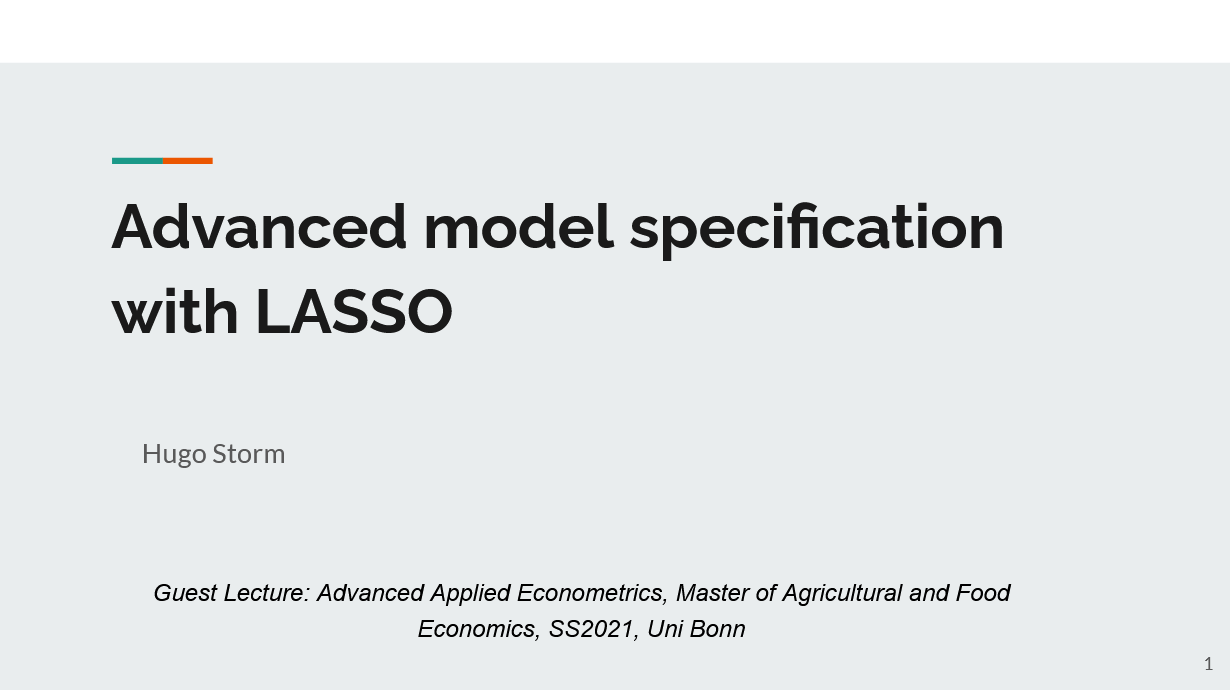 Advanced model specification
with LASSO
Hugo Storm
Guest Lecture: Advanced Applied Econometrics, Master of Agricultural and Food
Economics, SS2021, Uni Bonn
1